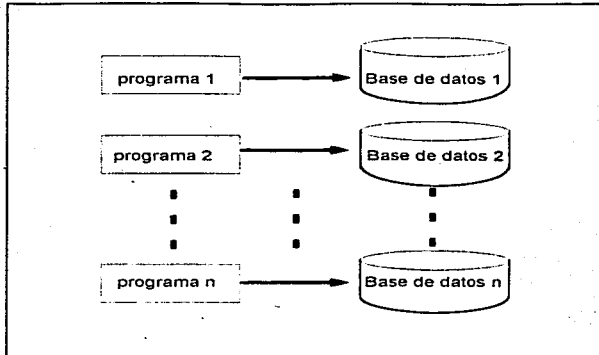 programa 1
Base de datos 1
programa 2
Base de datos 2
programa n
Base de datos n